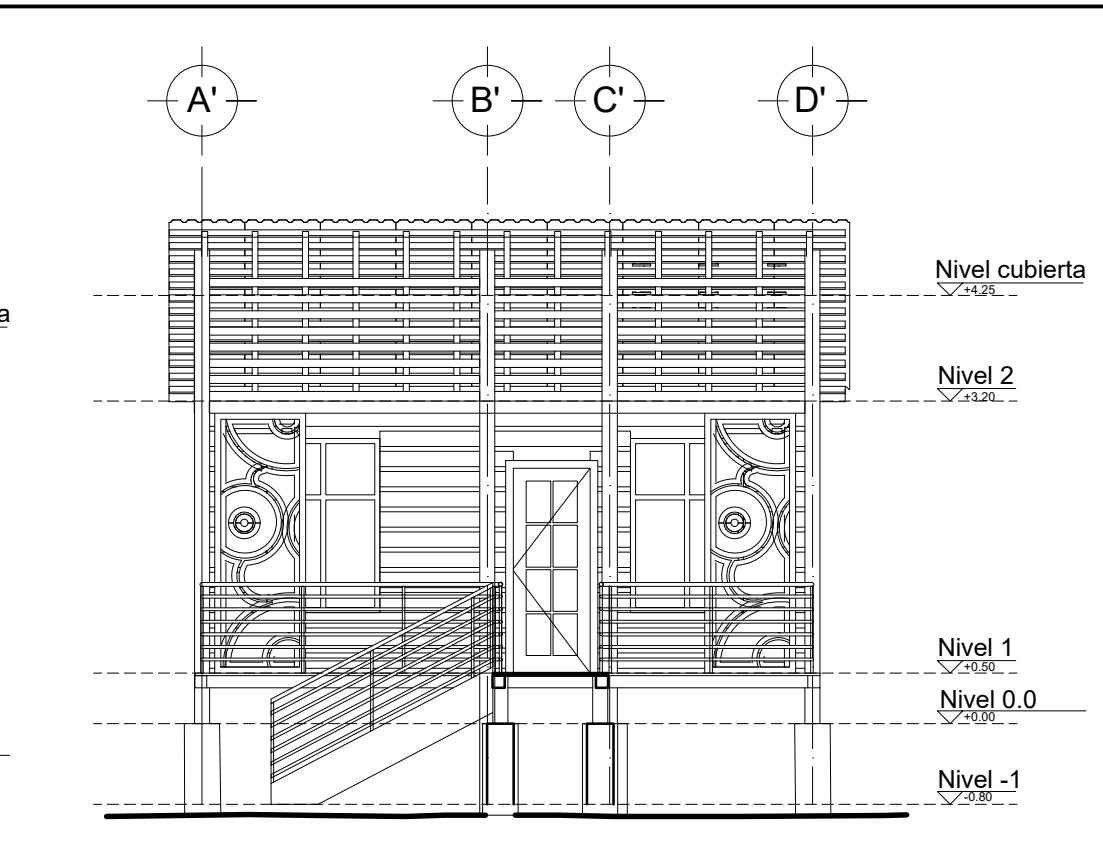 A'
B'
C'
D'
Nivel cubierta
+4.25
a
Nivel 2
+3.20
Nivel 1
+0.50
Nivel 0.0
+0.00
Nivel -1
-0.80